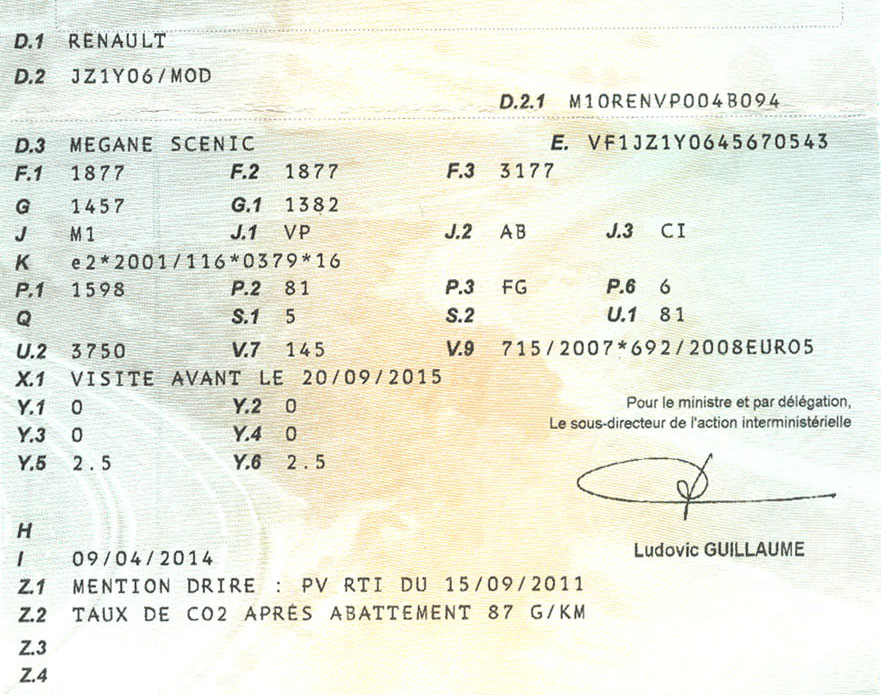 D.1 RENAULT
D.2 JZ1Y06/MOD
D.2.1 M10RENVP004B094
D.3 MEGANE SCENIC E. VF1JZ1Y0645670543
F.1 1877 F.2 1877 F.3 3177
G 1457 G.1 1382
J M1 J.1 VP J.2 AB J.3 CI
K e2*2001/116*0379*16
P.1 1598 P.2 81 P.3 FG P.6 6
Q S.1 5 S.2 U.1 81
U.2 3750 V.7 145 V.9 715/2007*692/2008EURO5
X.1 VISITE AVANT LE 20/09/2015
Y.1 0 Y.2 0
Pour le ministre et par délégation,
Le sous-directeur de l'action interministérielle
Y.3 0 Y.4 0
Y.5 2.5 Y.6 2.5
H
Ludovic GUILLAUME
I 09/04/2014
Z.1 MENTION DRIRE : PV RTI DU 15/09/2011
Z.2 TAUX DE CO2 APRÈS ABATTEMENT 87 G/KM
Z.3
Z.4